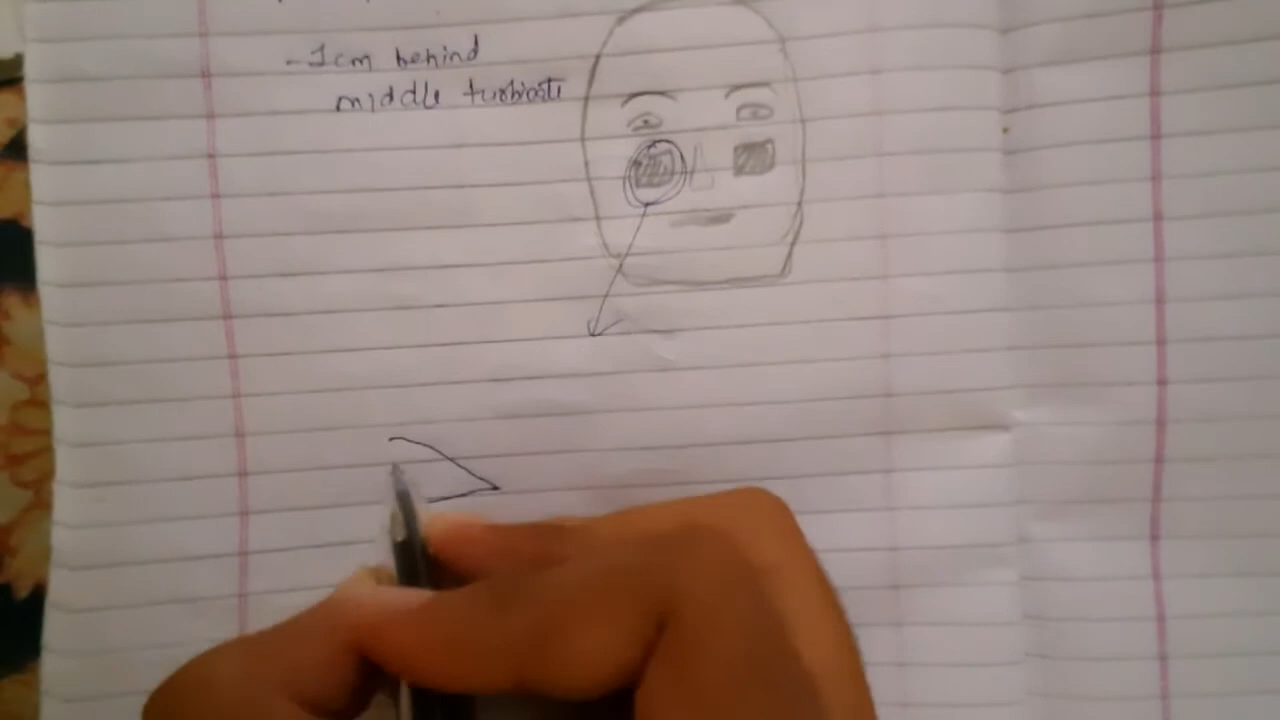 - 1cm behind
middle turbinate